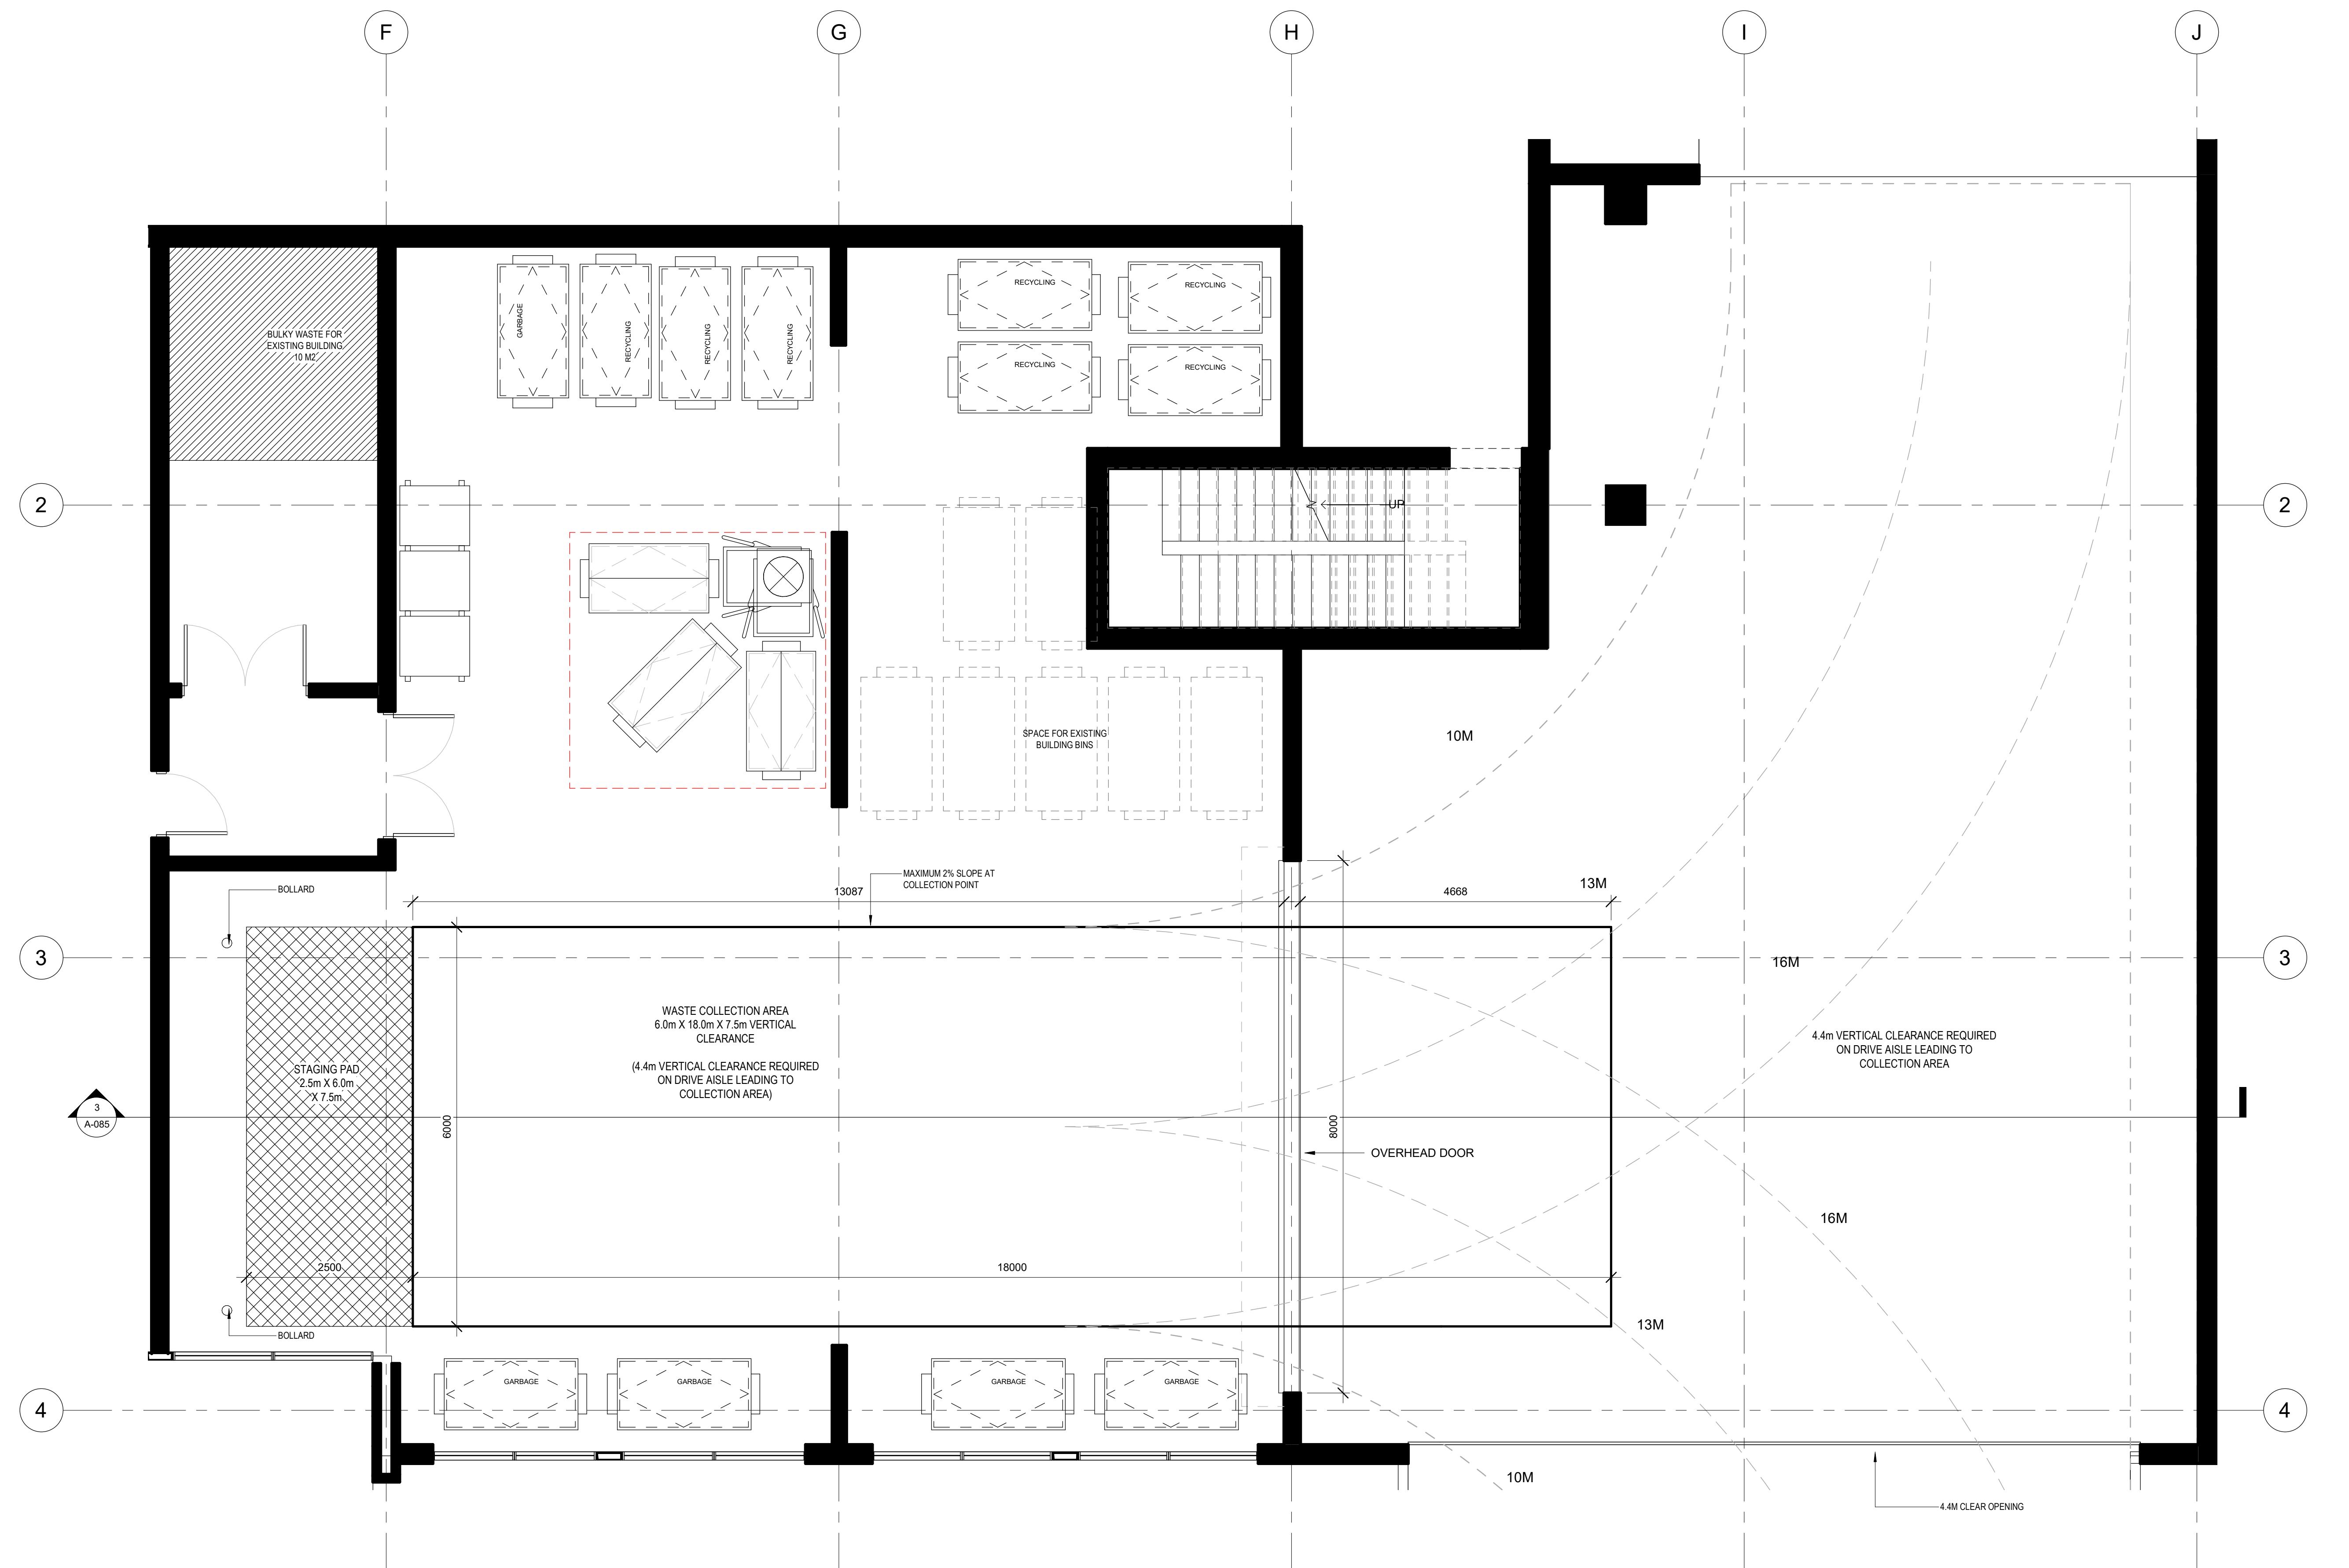 F
G
H
I
J
GARBAGE
RECYCLING
RECYCLING
RECYCLING
RECYCLING
RECYCLING
RECYCLING
RECYCLING
BULKY WASTE FOR
EXISTING BUILDING
10 M2
2
UP
2
SPACE FOR EXISTING
BUILDING BINS
10M
MAXIMUM 2% SLOPE AT
COLLECTION POINT
BOLLARD
13087
4668
13M
3
3
16M
WASTE COLLECTION AREA
6.0m X 18.0m X 7.5m VERTICAL
CLEARANCE
(4.4m VERTICAL CLEARANCE REQUIRED
ON DRIVE AISLE LEADING TO
COLLECTION AREA)
4.4m VERTICAL CLEARANCE REQUIRED
ON DRIVE AISLE LEADING TO
COLLECTION AREA
STAGING PAD
2.5m X 6.0m
X 7.5m
3
A-085
6000
8000
OVERHEAD DOOR
16M
2500
18000
BOLLARD
13M
GARBAGE
GARBAGE
GARBAGE
GARBAGE
4
4
10M
4.4M CLEAR OPENING